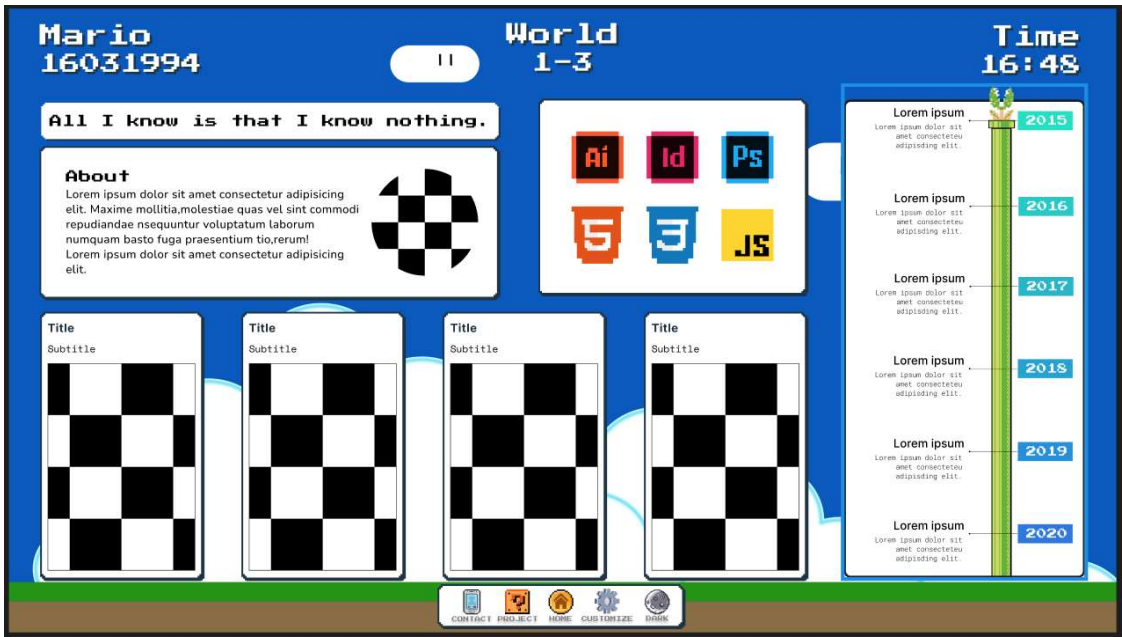 Mario
16031994
World
1-3
Time
16:48
All I know is that I know nothing.
About
Lorem ipsum dolor sit amet consectetur adipisicing
elit. Maxime mollitia,molestiae quas vel sint commodi
repudiandae nsequuntur voluptatum laborum
numquam basto fuga praesentium tio,rerum!
Lorem ipsum dolor sit amet consectetur adipisicing
elit.
Ai
Id
Ps
5
3
JS
Lorem ipsum
Lorem ipsum dolor sit
amet consecteteu
adipisding elit.
2015
Lorem ipsum
Lorem ipsum dolor sit
amet consecteteu
adipisding elit.
2016
Lorem ipsum
Lorem ipsum dolor sit
amet consecteteu
adipisding elit.
2017
Lorem ipsum
Lorem ipsum dolor sit
amet consecteteu
adipisding elit.
2018
Lorem ipsum
Lorem ipsum dolor sit
amet consecteteu
adipisding elit.
2019
Lorem ipsum
Lorem ipsum dolor sit
amet consecteteu
adipisding elit.
2020
Title
Subtitle
Title
Subtitle
Title
Subtitle
Title
Subtitle
?
CONTACT
PROJECT
HOME
CUSTOMIZE
DARK